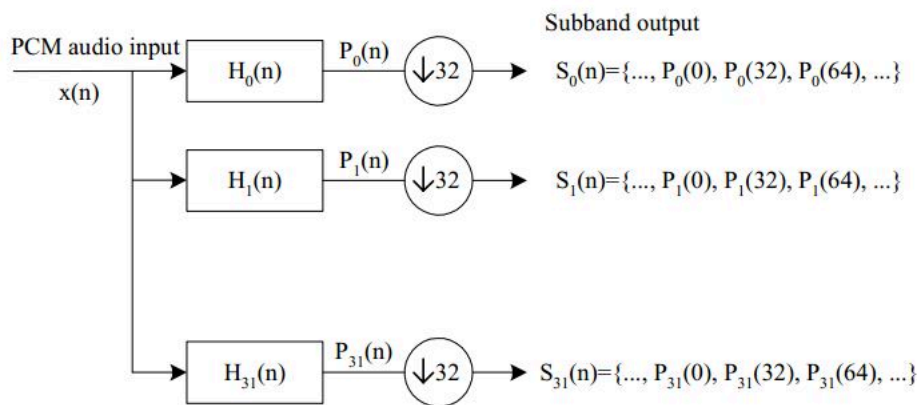 Subband output
PCM audio input
x(n)
H₀(n)
P₀(n)
↓32
S₀(n)={..., P₀(0), P₀(32), P₀(64), ...}
H₁(n)
P₁(n)
↓32
S₁(n)={..., P₁(0), P₁(32), P₁(64), ...}
H₃₁(n)
P₃₁(n)
↓32
S₃₁(n)={..., P₃₁(0), P₃₁(32), P₃₁(64), ...}